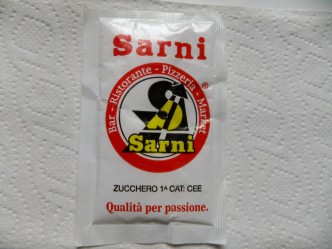 Sarni
Bar - Ristorante - Pizzeria - Market
®
Sarni
ZUCCHERO 1ᴬ CAT: CEE
Qualità per passione.